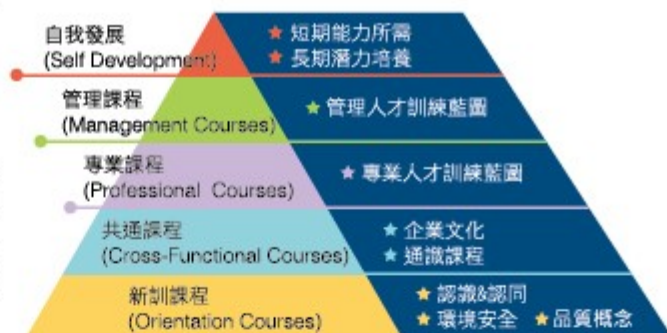 自我發展
(Self Development)
★ 短期能力所需
★ 長期潛力培養
管理課程
(Management Courses)
★ 管理人才訓練藍圖
專業課程
(Professional Courses)
★ 專業人才訓練藍圖
共通課程
(Cross-Functional Courses)
★ 企業文化
★ 通識課程
新訓課程
(Orientation Courses)
★ 認識&認同
★ 環境安全 ★品質概念